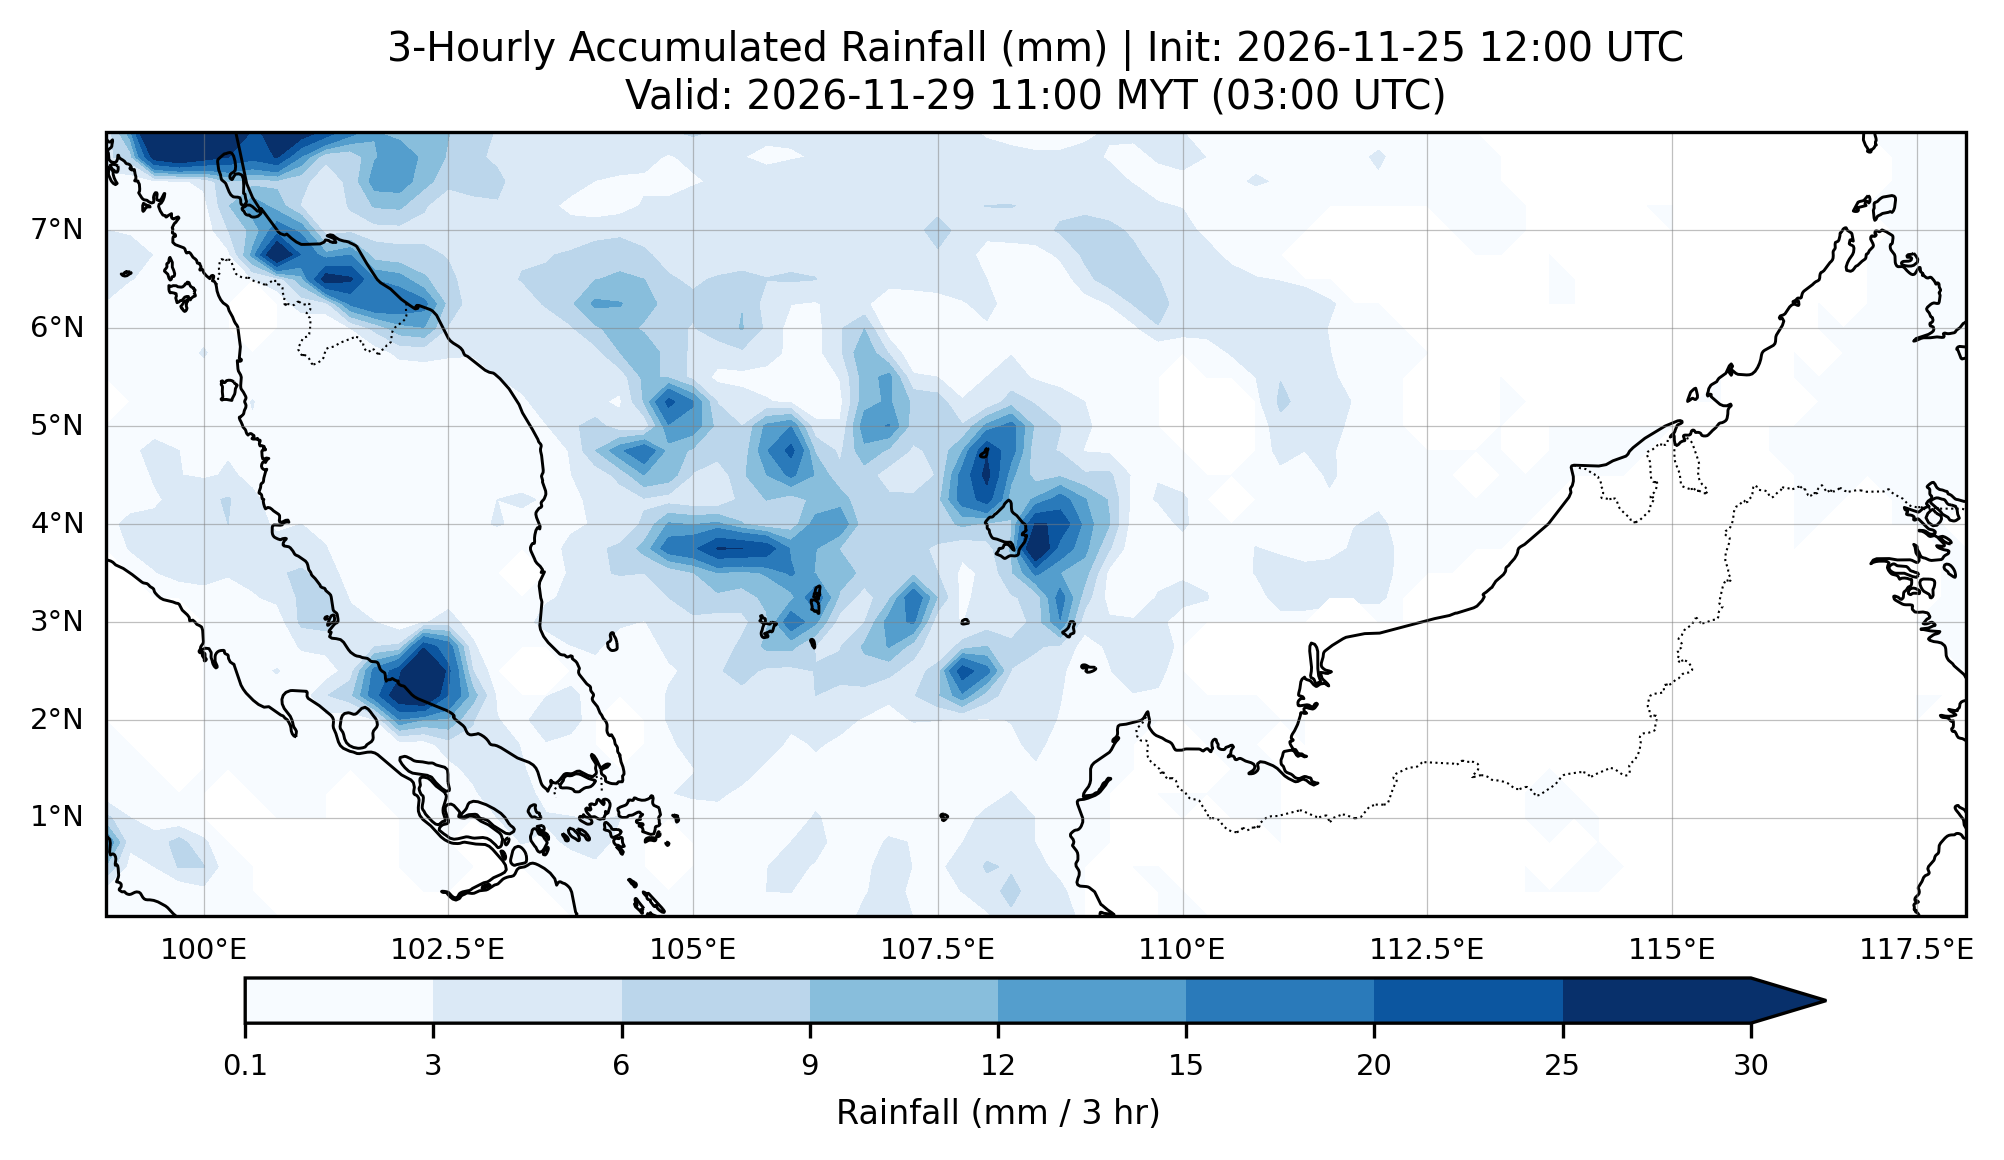 3-Hourly Accumulated Rainfall (mm) | Init: 2026-11-25 12:00 UTC
Valid: 2026-11-29 11:00 MYT (03:00 UTC)
7°N
6°N
5°N
4°N
3°N
2°N
1°N
100°E 102.5°E 105°E 107.5°E 110°E 112.5°E 115°E 117.5°E
0.1 3 6 9 12 15 20 25 30
Rainfall (mm / 3 hr)